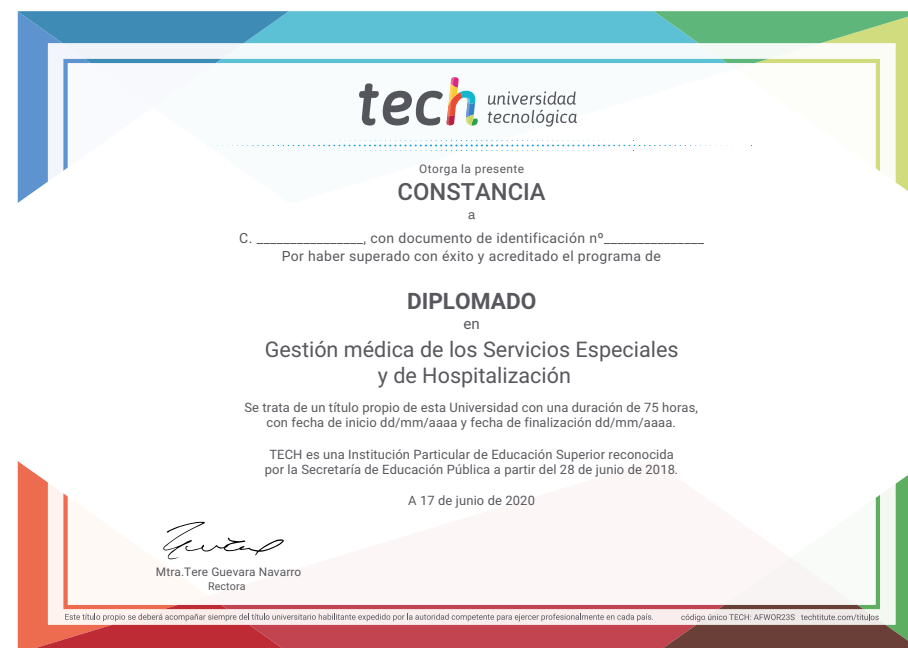 tech universidad
tecnológica
Otorga la presente
CONSTANCIA
a
C. ________________, con documento de identificación nº_______________
Por haber superado con éxito y acreditado el programa de
DIPLOMADO
en
Gestión médica de los Servicios Especiales
y de Hospitalización
Se trata de un título propio de esta Universidad con una duración de 75 horas,
con fecha de inicio dd/mm/aaaa y fecha de finalización dd/mm/aaaa.
TECH es una Institución Particular de Educación Superior reconocida
por la Secretaría de Educación Pública a partir del 28 de junio de 2018.
A 17 de junio de 2020
Mtra.Tere Guevara Navarro
Rectora
Este título propio se deberá acompañar siempre del título universitario habilitante expedido por la autoridad competente para ejercer profesionalmente en cada país. código único TECH: AFWOR23S techtitute.com/titulos